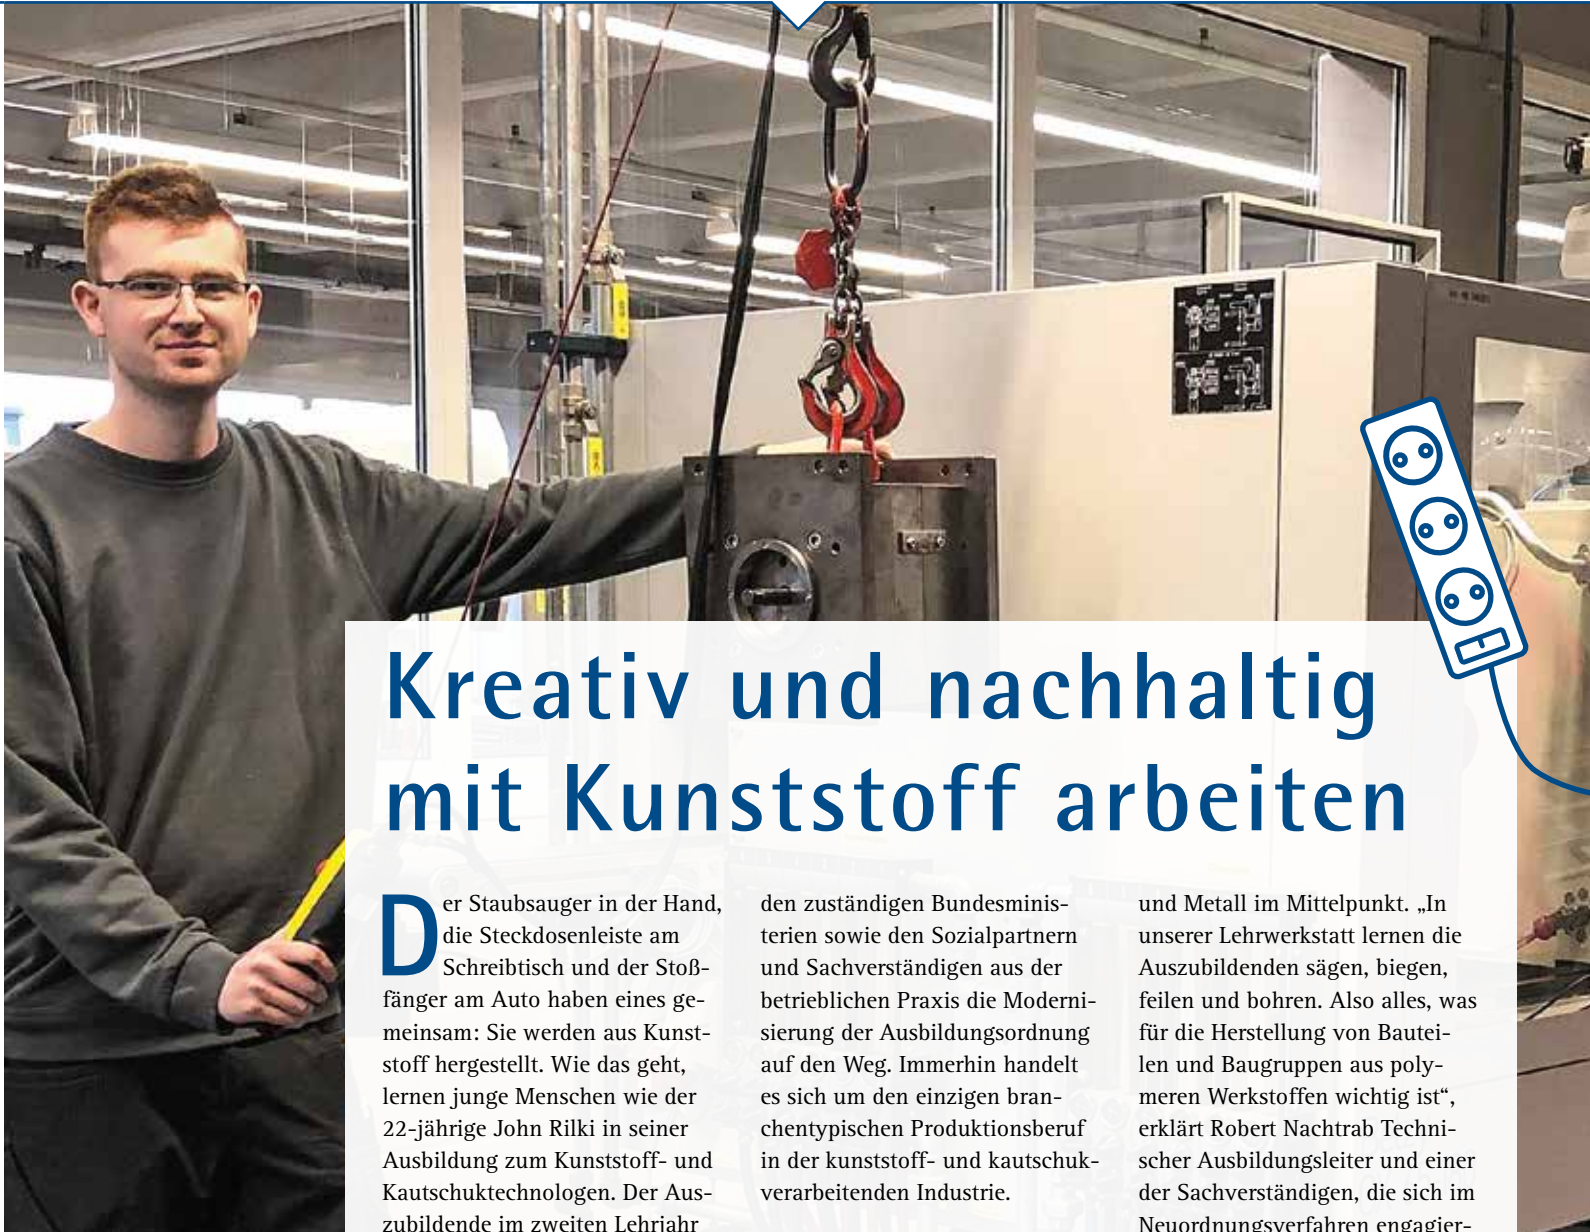 Kreativ und nachhaltig
mit Kunststoff arbeiten
Der Staubsauger in der Hand,
die Steckdosenleiste am
Schreibtisch und der Stoß-
fänger am Auto haben eines ge-
meinsam: Sie werden aus Kunst-
stoff hergestellt. Wie das geht,
lernen junge Menschen wie der
22-jährige John Rilki in seiner
Ausbildung zum Kunststoff- und
Kautschuktechnologen. Der Aus-
zubildende im zweiten Lehrjahr
den zuständigen Bundesminis-
terien sowie den Sozialpartnern
und Sachverständigen aus der
betrieblichen Praxis die Moderni-
sierung der Ausbildungsordnung
auf den Weg. Immerhin handelt
es sich um den einzigen bran-
chentypischen Produktionsberuf
in der kunststoff- und kautschuk-
verarbeitenden Industrie.
und Metall im Mittelpunkt. „In
unserer Lehrwerkstatt lernen die
Auszubildenden sägen, biegen,
feilen und bohren. Also alles, was
für die Herstellung von Bautei-
len und Baugruppen aus poly-
meren Werkstoffen wichtig ist“,
erklärt Robert Nachtrab Techni-
scher Ausbildungsleiter und einer
der Sachverständigen, die sich im
Neuordnungsverfahren engagier-